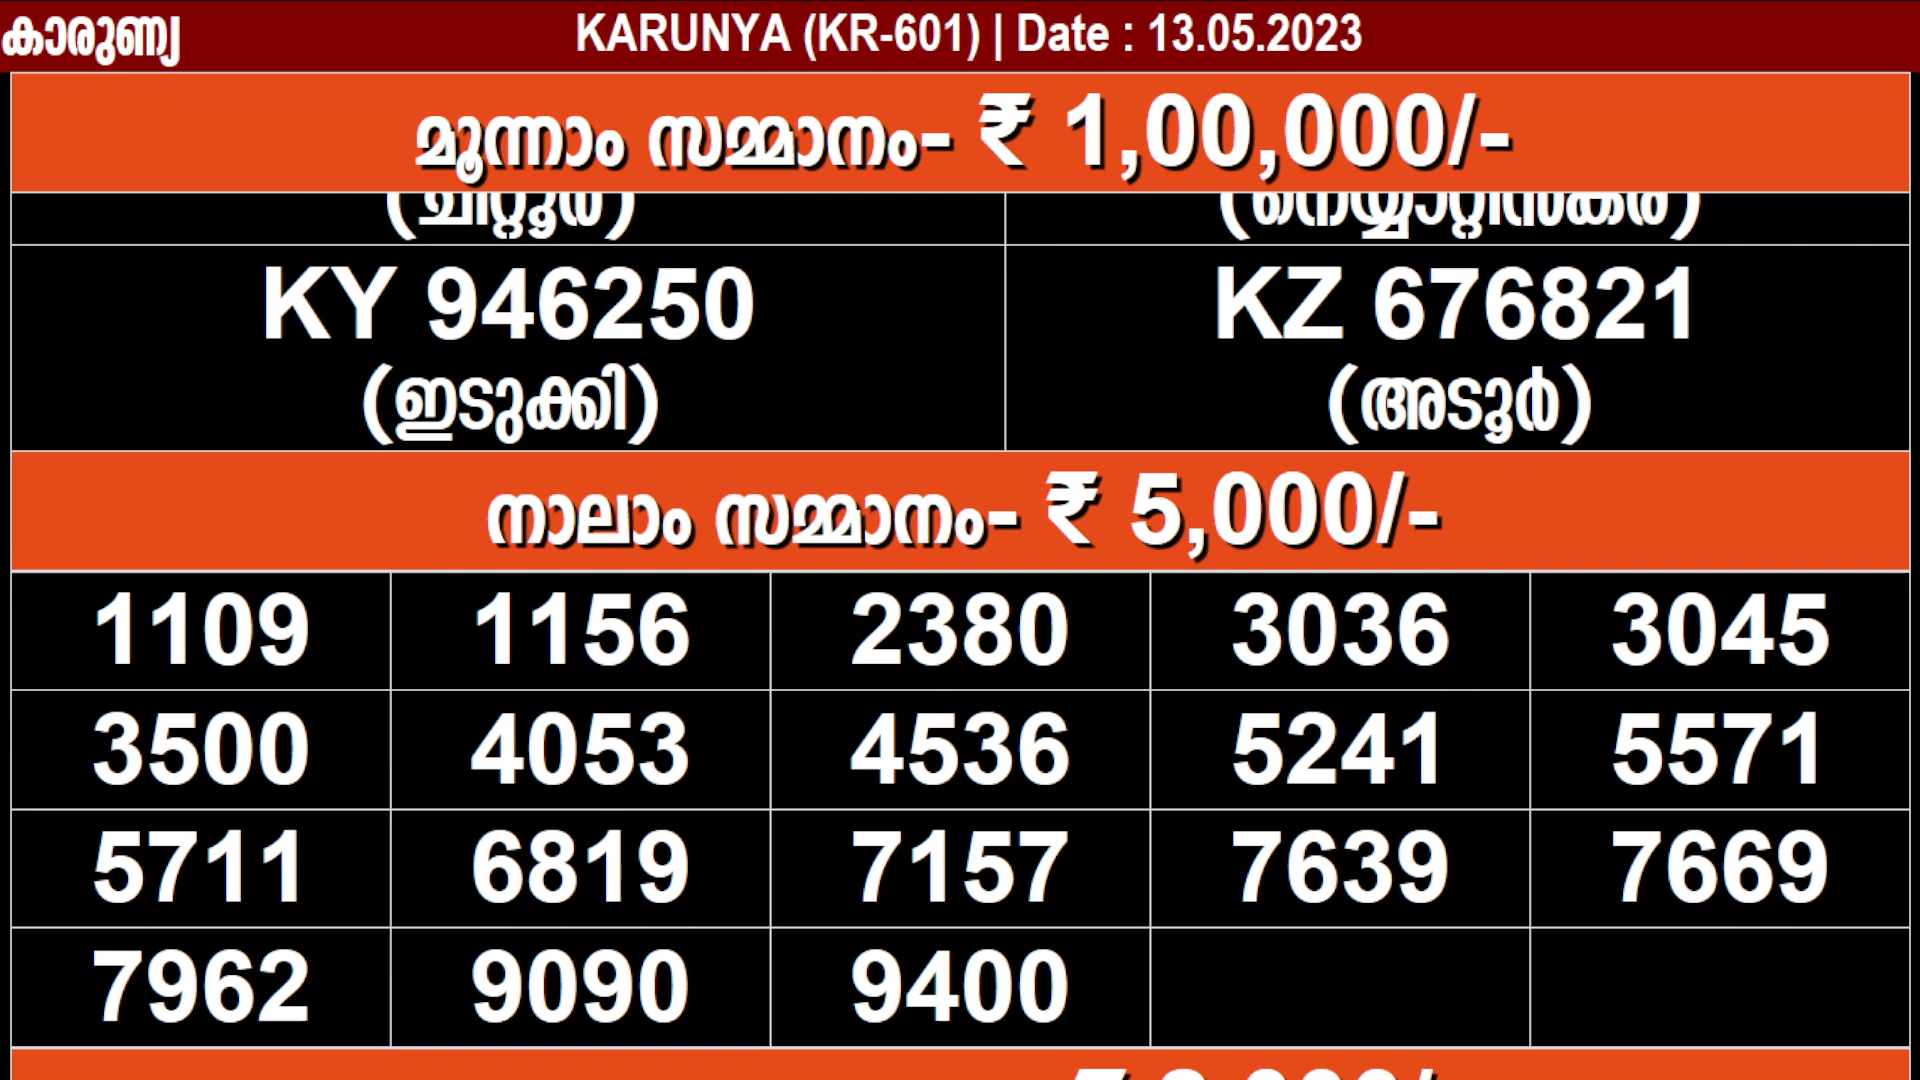 കാരുണ്യ KARUNYA (KR-601) | Date : 13.05.2023
മൂന്നാം സമ്മാനം- ₹ 1,00,000/-
(ചിറ്റൂർ) (നെയ്യാറ്റിൻകര)
KY 946250 KZ 676821
(ഇടുക്കി) (അടൂർ)
നാലാം സമ്മാനം- ₹ 5,000/-
1109 1156 2380 3036 3045
3500 4053 4536 5241 5571
5711 6819 7157 7639 7669
7962 9090 9400